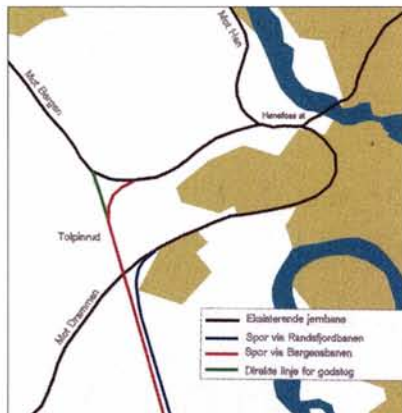 Mot Hen
Mot Bergen
Hønefoss st
Tolpinrud
Mot Drammen
Eksisterende jernbane
Spor via Randsfjordbanen
Spor via Bergensbanen
Direkte linje for godstog